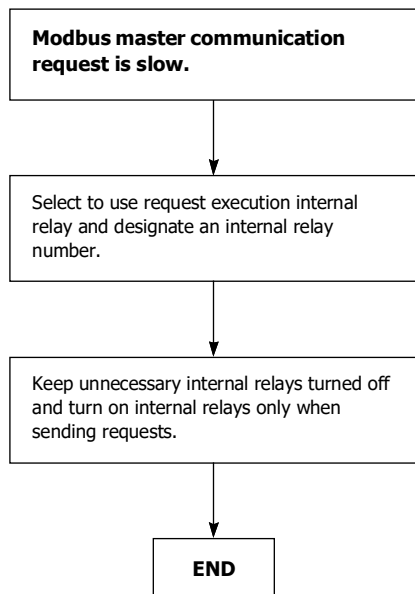 Modbus master communication
request is slow.
Select to use request execution internal
relay and designate an internal relay
number.
Keep unnecessary internal relays turned off
and turn on internal relays only when
sending requests.
END